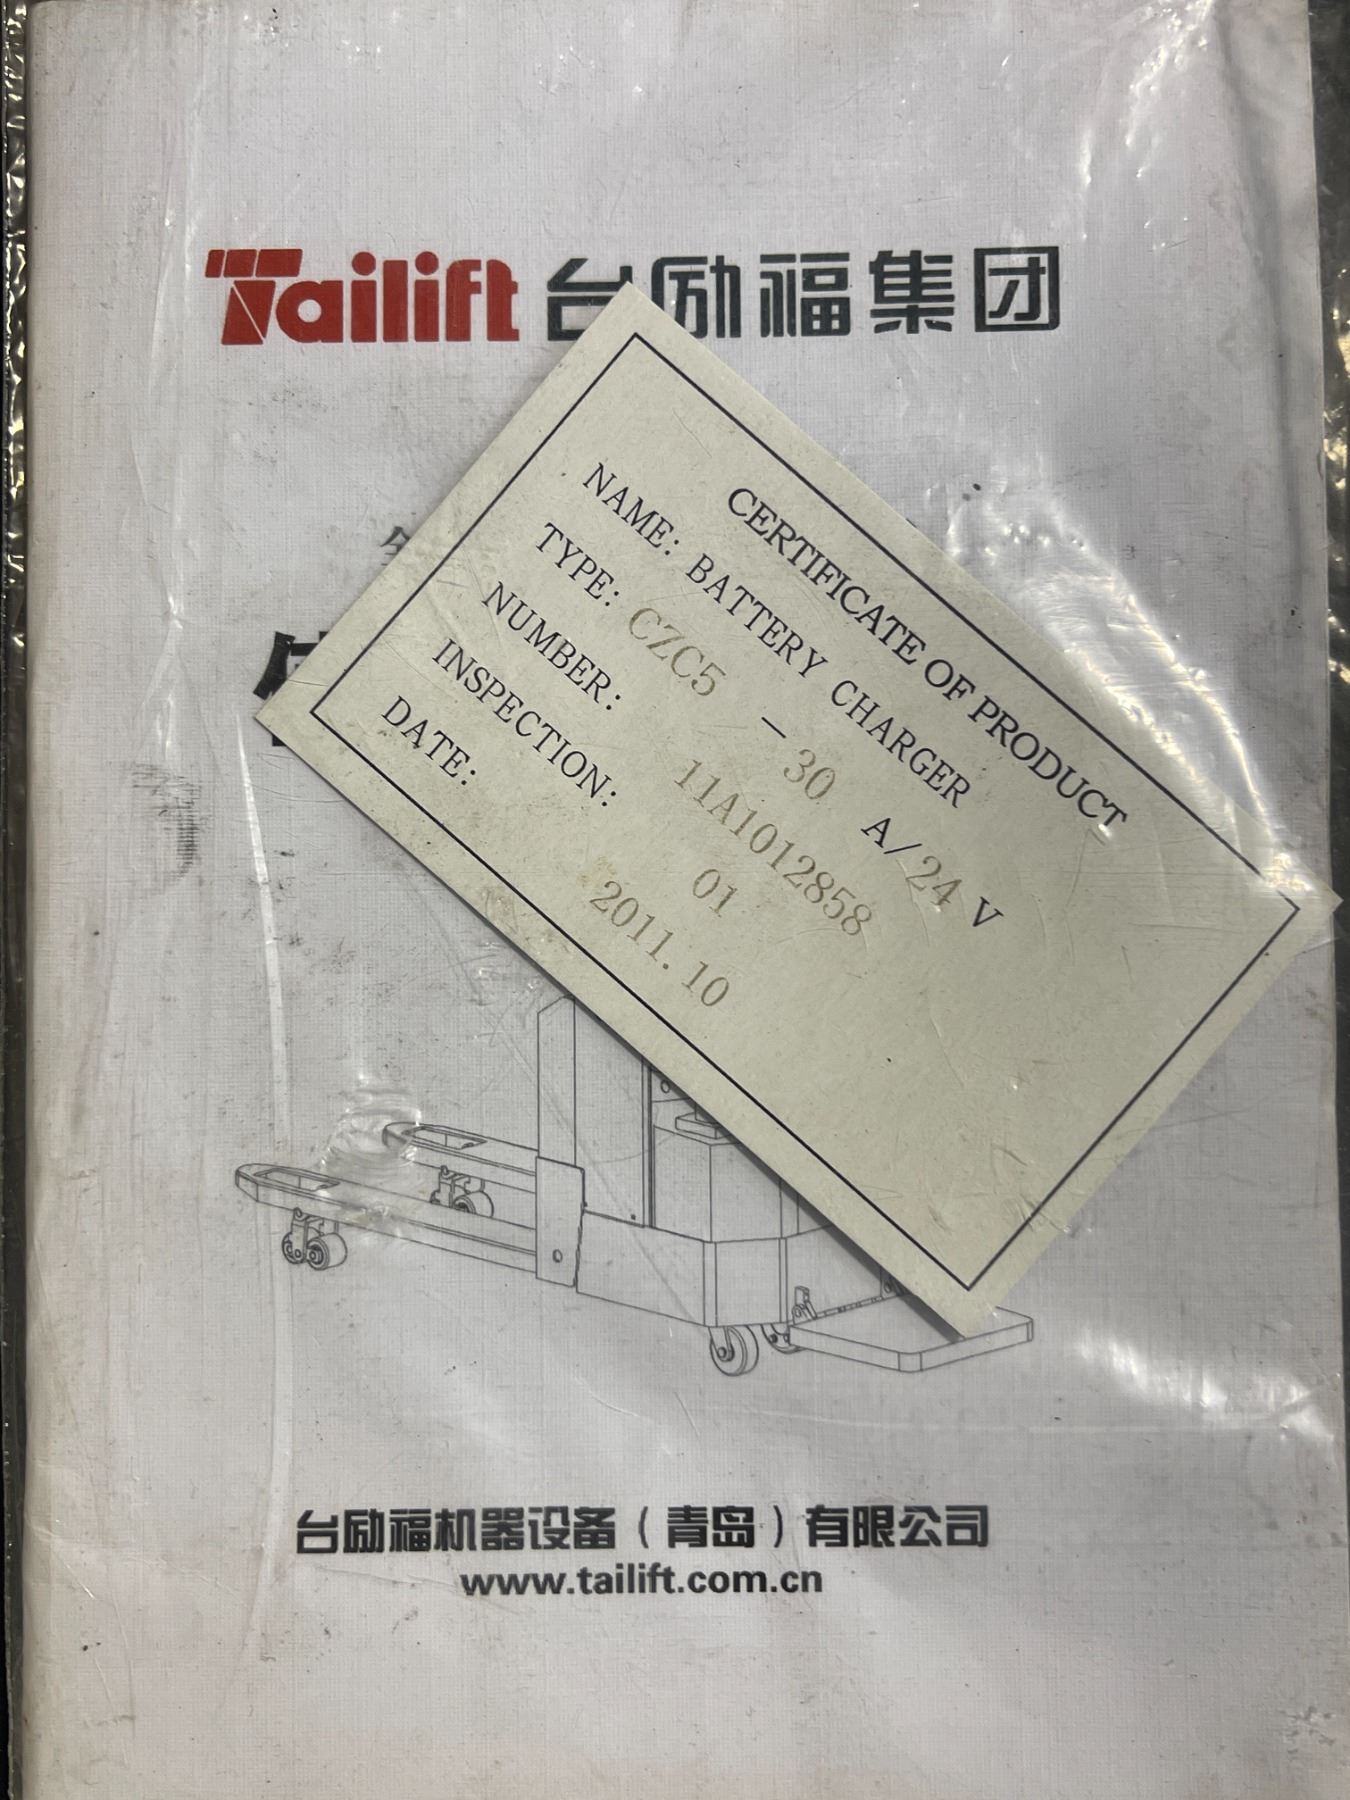 Tailift 台励福集团
CERTIFICATE OF PRODUCT
NAME: BATTERY CHARGER
TYPE: CZC5 - 30 A/24 V
NUMBER: 11A1012858
INSPECTION: 01
DATE: 2011.10
台励福机器设备(青岛)有限公司
www.tailift.com.cn